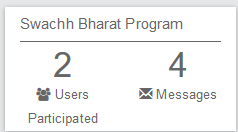 Swachh Bharat Program
2 4
Users Messages
Participated